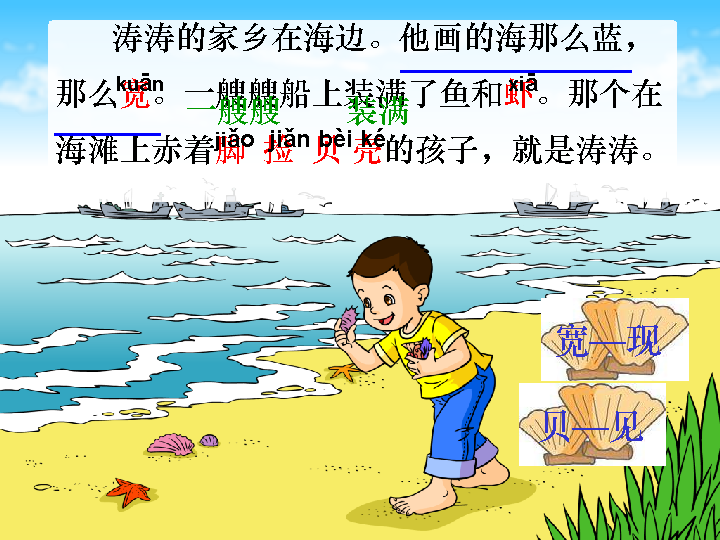 涛涛的家乡在海边。他画的海那么蓝，
kuān xiā
那么宽。一艘艘船上装满了鱼和虾。那个在
一艘艘 装满
jiǎo jiǎn bèi ké
海滩上赤着脚 捡 贝 壳的孩子，就是涛涛。
宽—现
贝—见